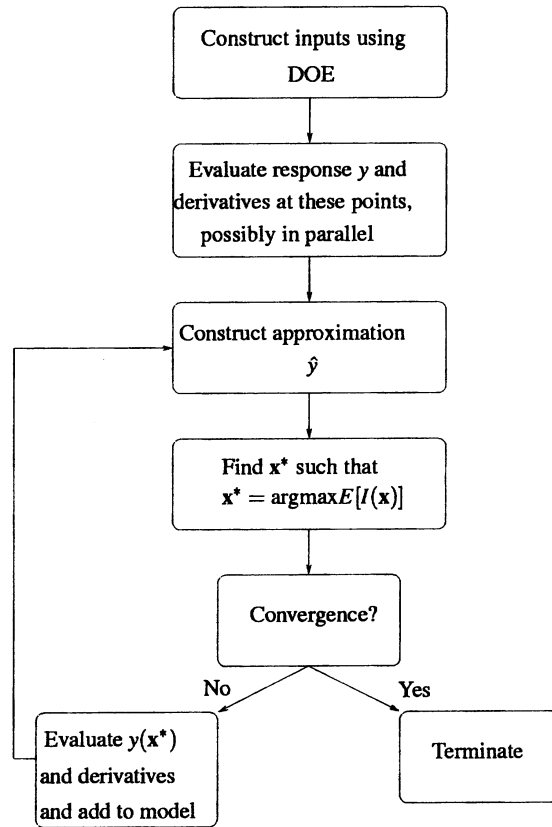 Construct inputs using
DOE
Evaluate response y and
derivatives at these points,
possibly in parallel
Construct approximation
ŷ
Find x* such that
x* = argmaxE[I(x)]
Convergence?
No
Yes
Evaluate y(x*)
and derivatives
and add to model
Terminate